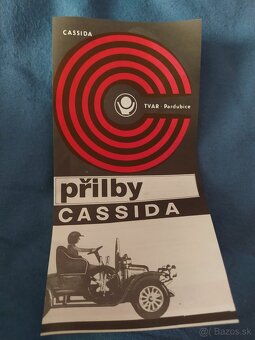 CASSIDA
TVAR - Pardubice
přilby
CASSIDA
© Bazos.sk